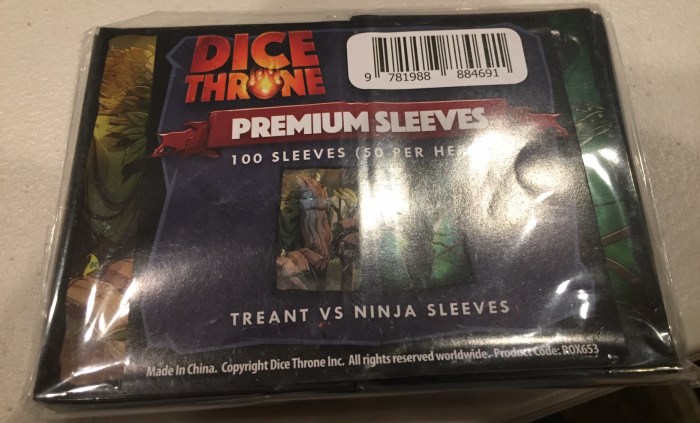 DICE
THRONE
9 781988 884691
PREMIUM SLEEVES
100 SLEEVES (50 PER HE
TREANT VS NINJA SLEEVES
Made In China. Copyright Dice Throne Inc. All rights reserved worldwide. Product Code: ROX653